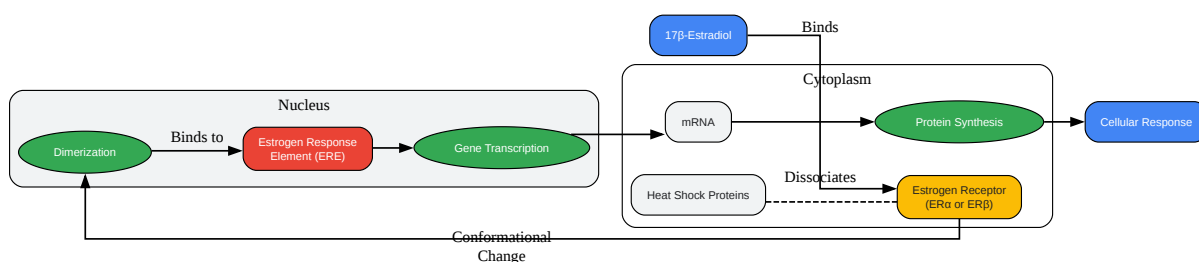 17β-Estradiol
Binds
Cytoplasm
Nucleus
mRNA
Protein Synthesis
Cellular Response
Dimerization
Binds to
Estrogen Response
Element (ERE)
Gene Transcription
Dissociates
Heat Shock Proteins
Estrogen Receptor
(ERα or ERβ)
Conformational
Change